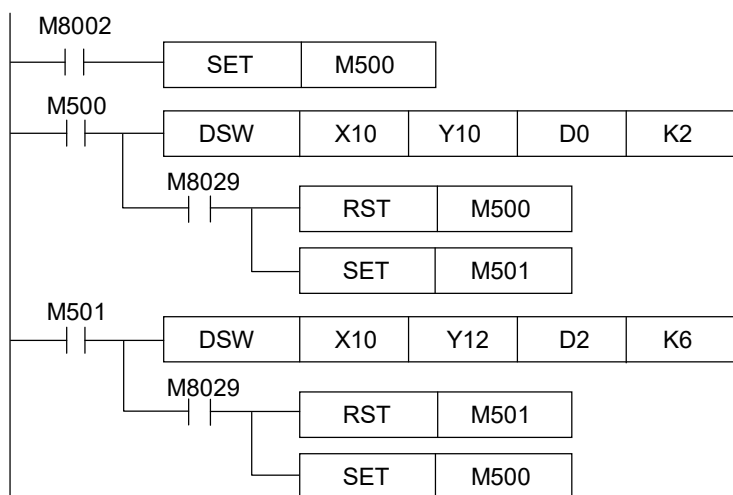 M8002
SET M500
M500
DSW X10 Y10 D0 K2
M8029
RST M500
SET M501
M501
DSW X10 Y12 D2 K6
M8029
RST M501
SET M500